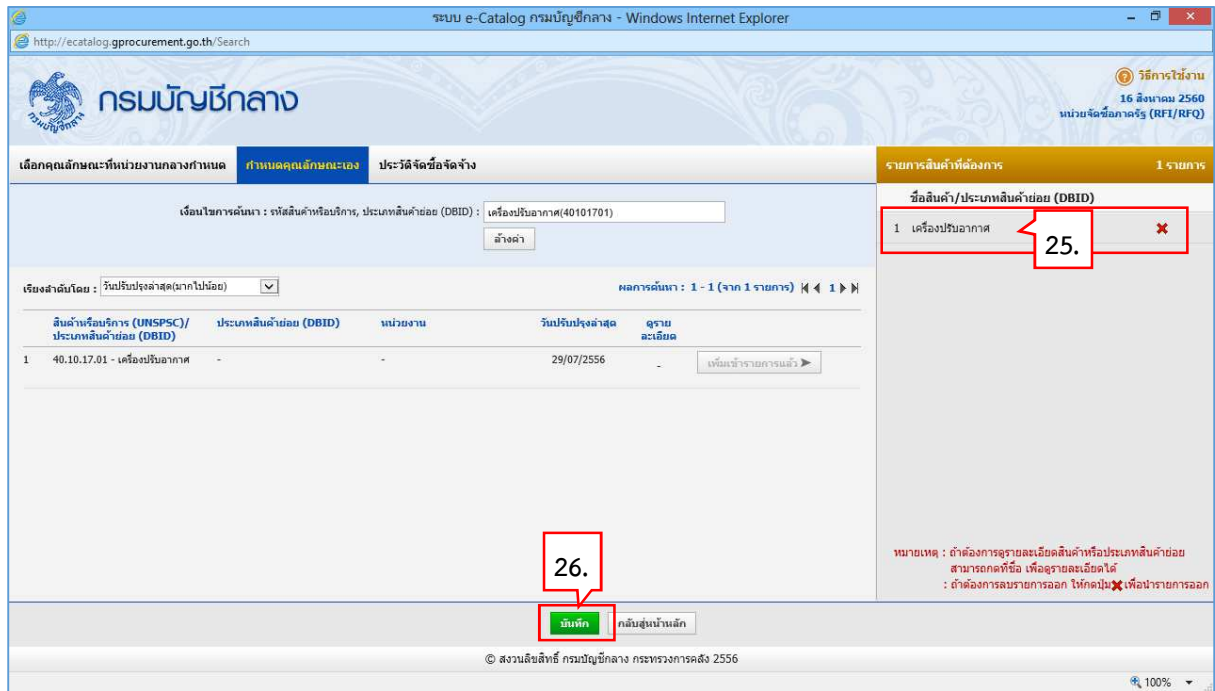 ระบบ e-Catalog กรมบัญชีกลาง - Windows Internet Explorer
http://ecatalog.gprocurement.go.th/Search
กรมบัญชีกลาง
กรมบัญชีกลาง
วิธีการใช้งาน
16 สิงหาคม 2560
หน่วยจัดซื้อภาครัฐ (RFI/RFQ)
เลือกคุณลักษณะที่หน่วยงานกลางกำหนด กำหนดคุณลักษณะเอง ประวัติจัดซื้อจัดจ้าง
รายการสินค้าที่ต้องการ 1 รายการ
เงื่อนไขการค้นหา : รหัสสินค้าหรือบริการ, ประเภทสินค้าย่อย (DBID) : เครื่องปรับอากาศ(40101701)
ล้างค่า
ชื่อสินค้า/ประเภทสินค้าย่อย (DBID)
1 เครื่องปรับอากาศ
25.
เรียงลำดับโดย : วันปรับปรุงล่าสุด(มากไปน้อย)
ผลการค้นหา : 1 - 1 (จาก 1 รายการ) 1
สินค้าหรือบริการ (UNSPSC)/ ประเภทสินค้าย่อย (DBID) หน่วยงาน วันปรับปรุงล่าสุด ดูราย
ประเภทสินค้าย่อย (DBID) ละเอียด
1 40.10.17.01 - เครื่องปรับอากาศ - - 29/07/2556 - เพิ่มเข้ารายการแล้ว
หมายเหตุ : ถ้าต้องการดูรายละเอียดสินค้าหรือประเภทสินค้าย่อย
สามารถกดที่ชื่อ เพื่อดูรายละเอียดได้
: ถ้าต้องการลบรายการออก ให้กดปุ่ม เพื่อนำรายการออก
26.
บันทึก กลับสู่หน้าหลัก
© สงวนลิขสิทธิ์ กรมบัญชีกลาง กระทรวงการคลัง 2556
100%